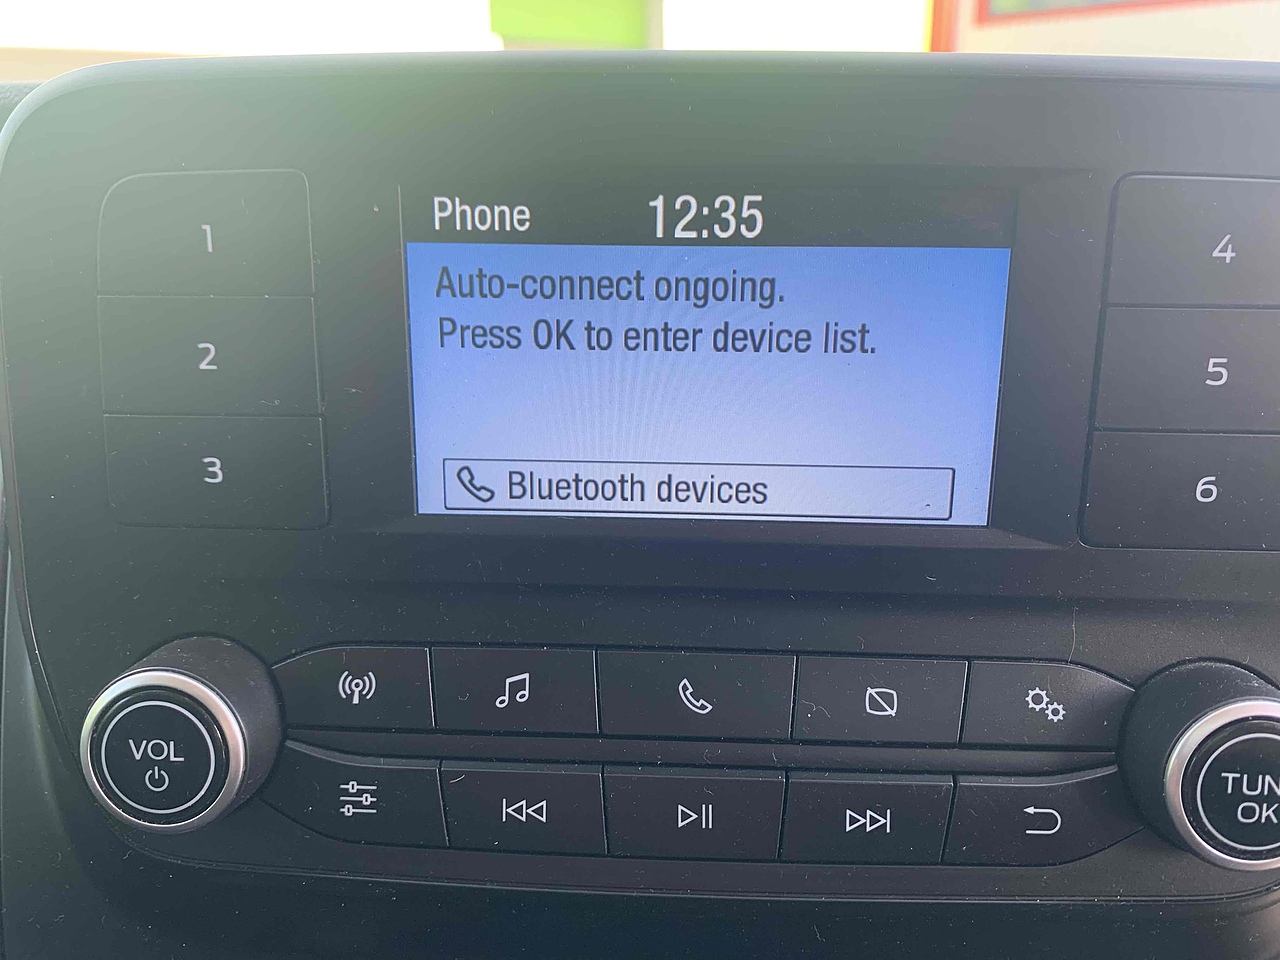 Phone 12:35
Auto-connect ongoing.
Press OK to enter device list.
Bluetooth devices
1
2
3
4
5
6
VOL
TUN
OK